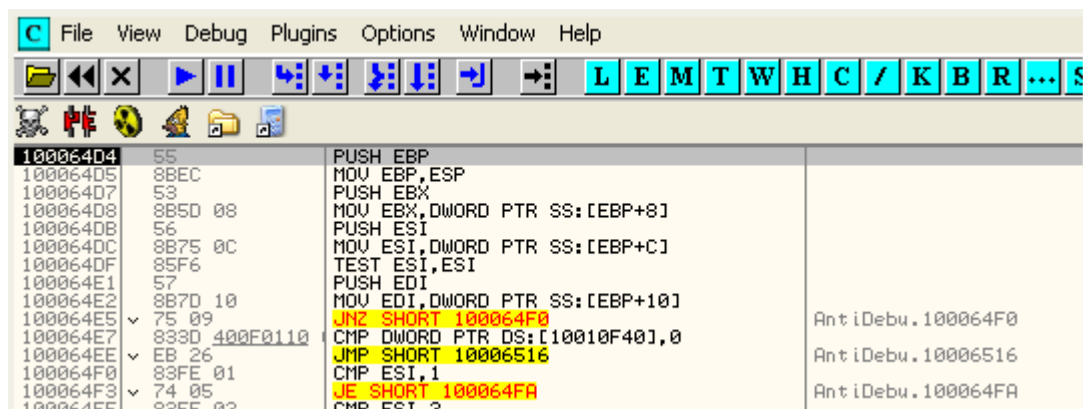 C File View Debug Plugins Options Window Help
L E M T W H C / K B R ... S
100064D4 55 PUSH EBP
100064D5 8BEC MOV EBP,ESP
100064D7 53 PUSH EBX
100064D8 8B5D 08 MOV EBX,DWORD PTR SS:[EBP+8]
100064DB 56 PUSH ESI
100064DC 8B75 0C MOV ESI,DWORD PTR SS:[EBP+C]
100064DF 85F6 TEST ESI,ESI
100064E1 57 PUSH EDI
100064E2 8B7D 10 MOV EDI,DWORD PTR SS:[EBP+10]
100064E5 75 09 JNZ SHORT 100064F0 AntiDebu.100064F0
100064E7 833D 400F0110 CMP DWORD PTR DS:[10010F40],0
100064EE EB 26 JMP SHORT 10006516 AntiDebu.10006516
100064F0 83FE 01 CMP ESI,1
100064F3 74 05 JE SHORT 100064FA AntiDebu.100064FA